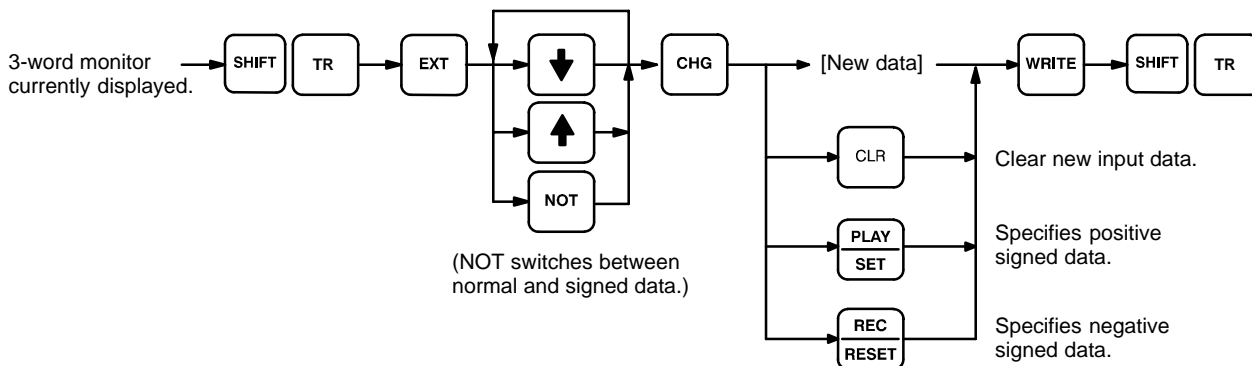 3-word monitor
currently displayed.
SHIFT
TR
EXT
CHG
[New data]
WRITE
SHIFT
TR
CLR
Clear new input data.
NOT
(NOT switches between
normal and signed data.)
PLAY
SET
Specifies positive
signed data.
REC
RESET
Specifies negative
signed data.